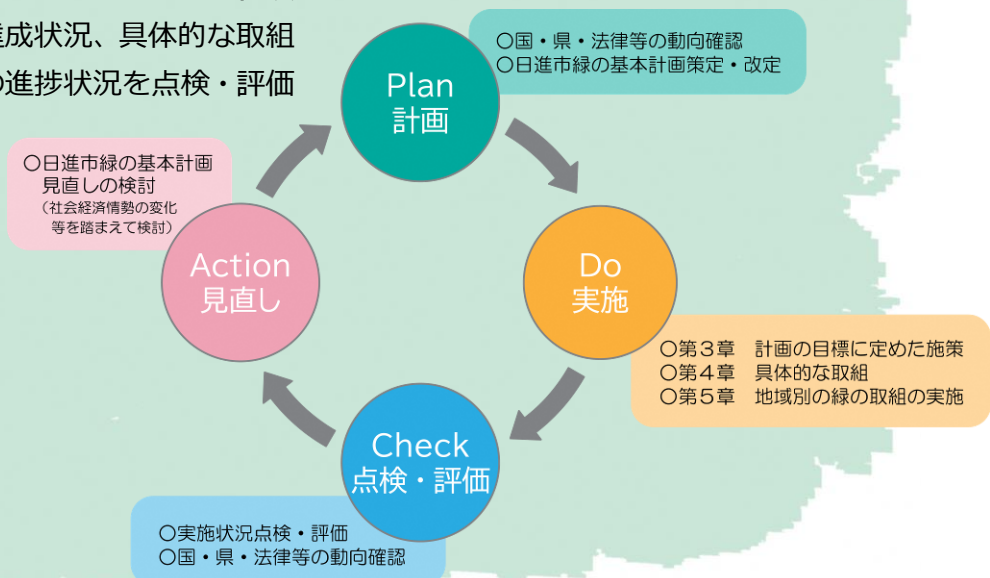 成状況、具体的な取組
進捗状況を点検・評価
Plan
計画
○国・県・法律等の動向確認
○日進市緑の基本計画策定・改定
Do
実施
○第3章　計画の目標に定めた施策
○第4章　具体的な取組
○第5章　地域別の緑の取組の実施
Check
点検・評価
○実施状況点検・評価
○国・県・法律等の動向確認
Action
見直し
○日進市緑の基本計画
見直しの検討
（社会経済情勢の変化
等を踏まえて検討）